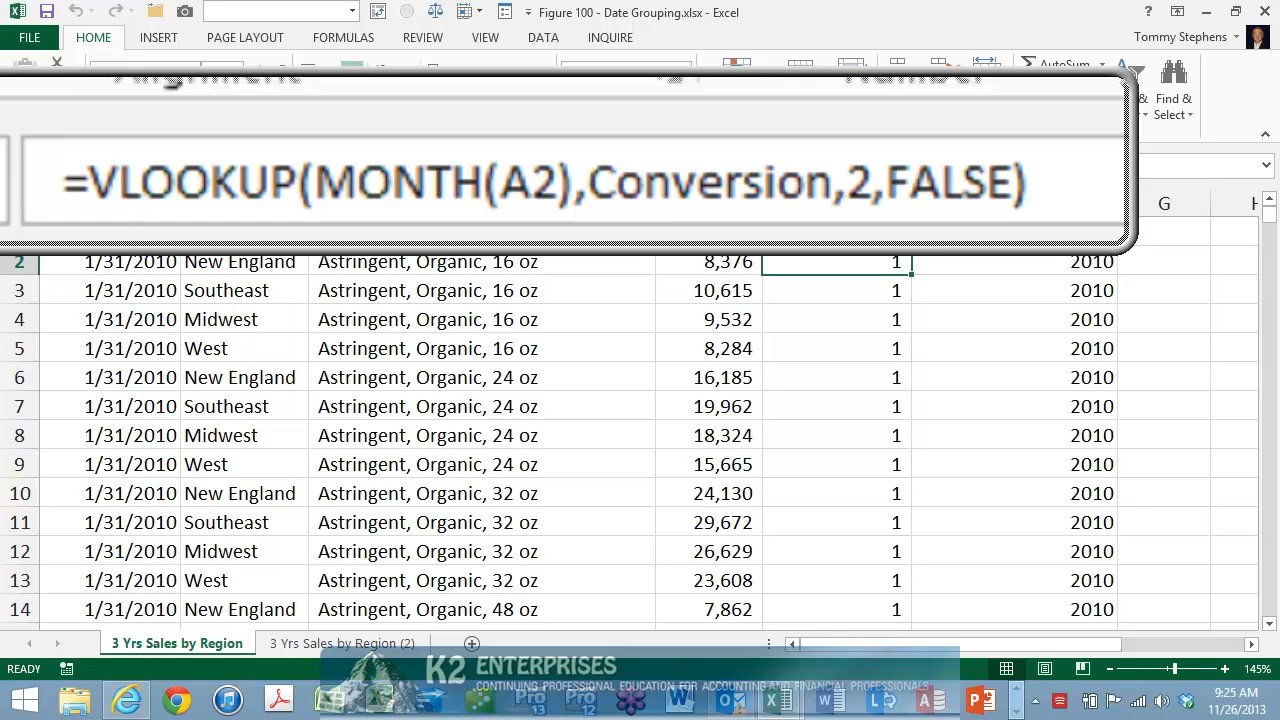 Figure 100 - Date Grouping.xlsx - Excel
FILE HOME INSERT PAGE LAYOUT FORMULAS REVIEW VIEW DATA INQUIRE Tommy Stephens
AutoSum
Find &
Select
=VLOOKUP(MONTH(A2),Conversion,2,FALSE)
G
2 1/31/2010 New England Astringent, Organic, 16 oz 8,376 1 2010
3 1/31/2010 Southeast Astringent, Organic, 16 oz 10,615 1 2010
4 1/31/2010 Midwest Astringent, Organic, 16 oz 9,532 1 2010
5 1/31/2010 West Astringent, Organic, 16 oz 8,284 1 2010
6 1/31/2010 New England Astringent, Organic, 24 oz 16,185 1 2010
7 1/31/2010 Southeast Astringent, Organic, 24 oz 19,962 1 2010
8 1/31/2010 Midwest Astringent, Organic, 24 oz 18,324 1 2010
9 1/31/2010 West Astringent, Organic, 24 oz 15,665 1 2010
10 1/31/2010 New England Astringent, Organic, 32 oz 24,130 1 2010
11 1/31/2010 Southeast Astringent, Organic, 32 oz 29,672 1 2010
12 1/31/2010 Midwest Astringent, Organic, 32 oz 26,629 1 2010
13 1/31/2010 West Astringent, Organic, 32 oz 23,608 1 2010
14 1/31/2010 New England Astringent, Organic, 48 oz 7,862 1 2010
3 Yrs Sales by Region 3 Yrs Sales by Region (2)
READY 145%
K2 ENTERPRISES
CONTINUING PROFESSIONAL EDUCATION FOR ACCOUNTING AND FINANCIAL PROFESSIONALS
Pro 13 Pro 12
9:25 AM
11/26/2013